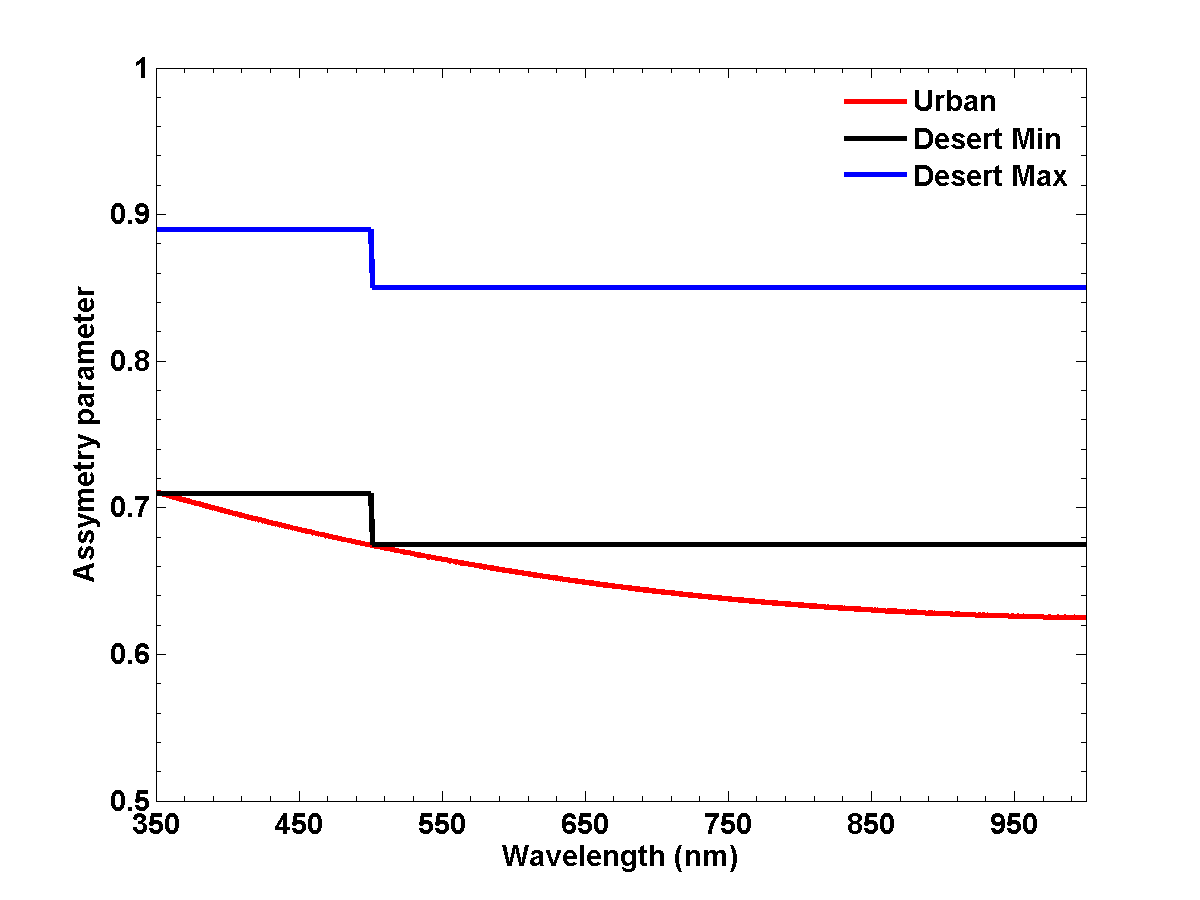 1
Urban
Desert Min
Desert Max
0.9
0.8
0.7
0.6
0.5
Assymetry parameter
350 450 550 650 750 850 950
Wavelength (nm)